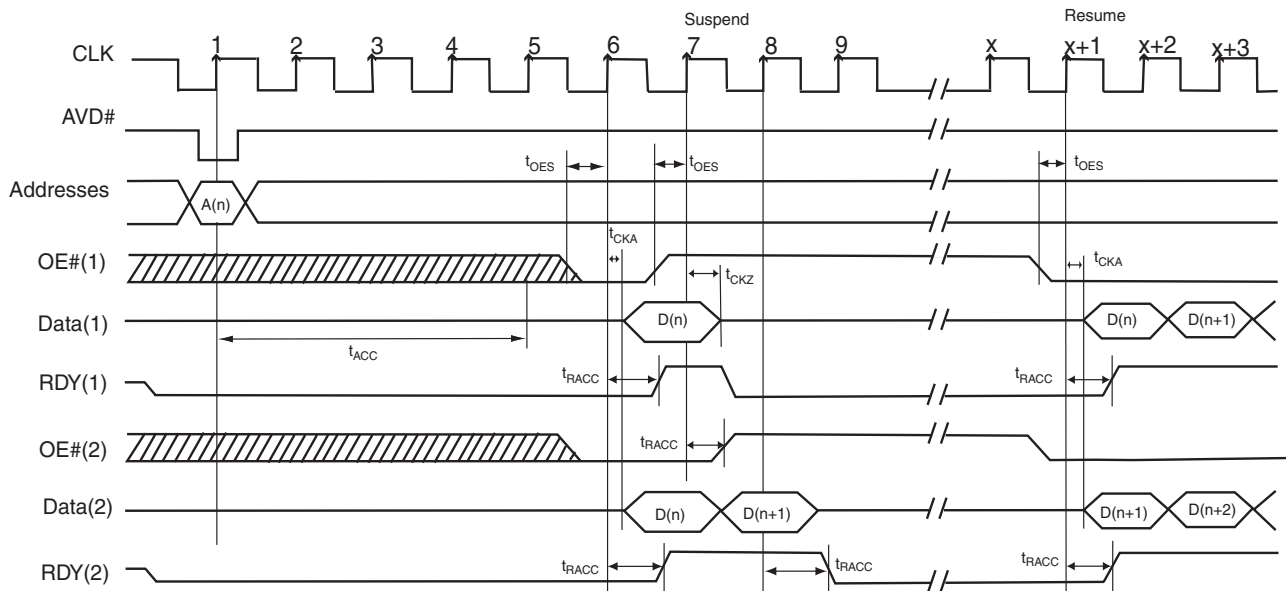 Suspend Resume
CLK 1 2 3 4 5 6 7 8 9 x x+1 x+2 x+3
AVD#
tOES tOES tOES
Addresses A(n)
tCKA
OE#(1) tCKZ tCKA
Data(1) D(n) D(n) D(n+1)
tACC
RDY(1) tRACC tRACC
OE#(2) tRACC
Data(2) D(n) D(n+1) D(n+1) D(n+2)
RDY(2) tRACC tRACC tRACC